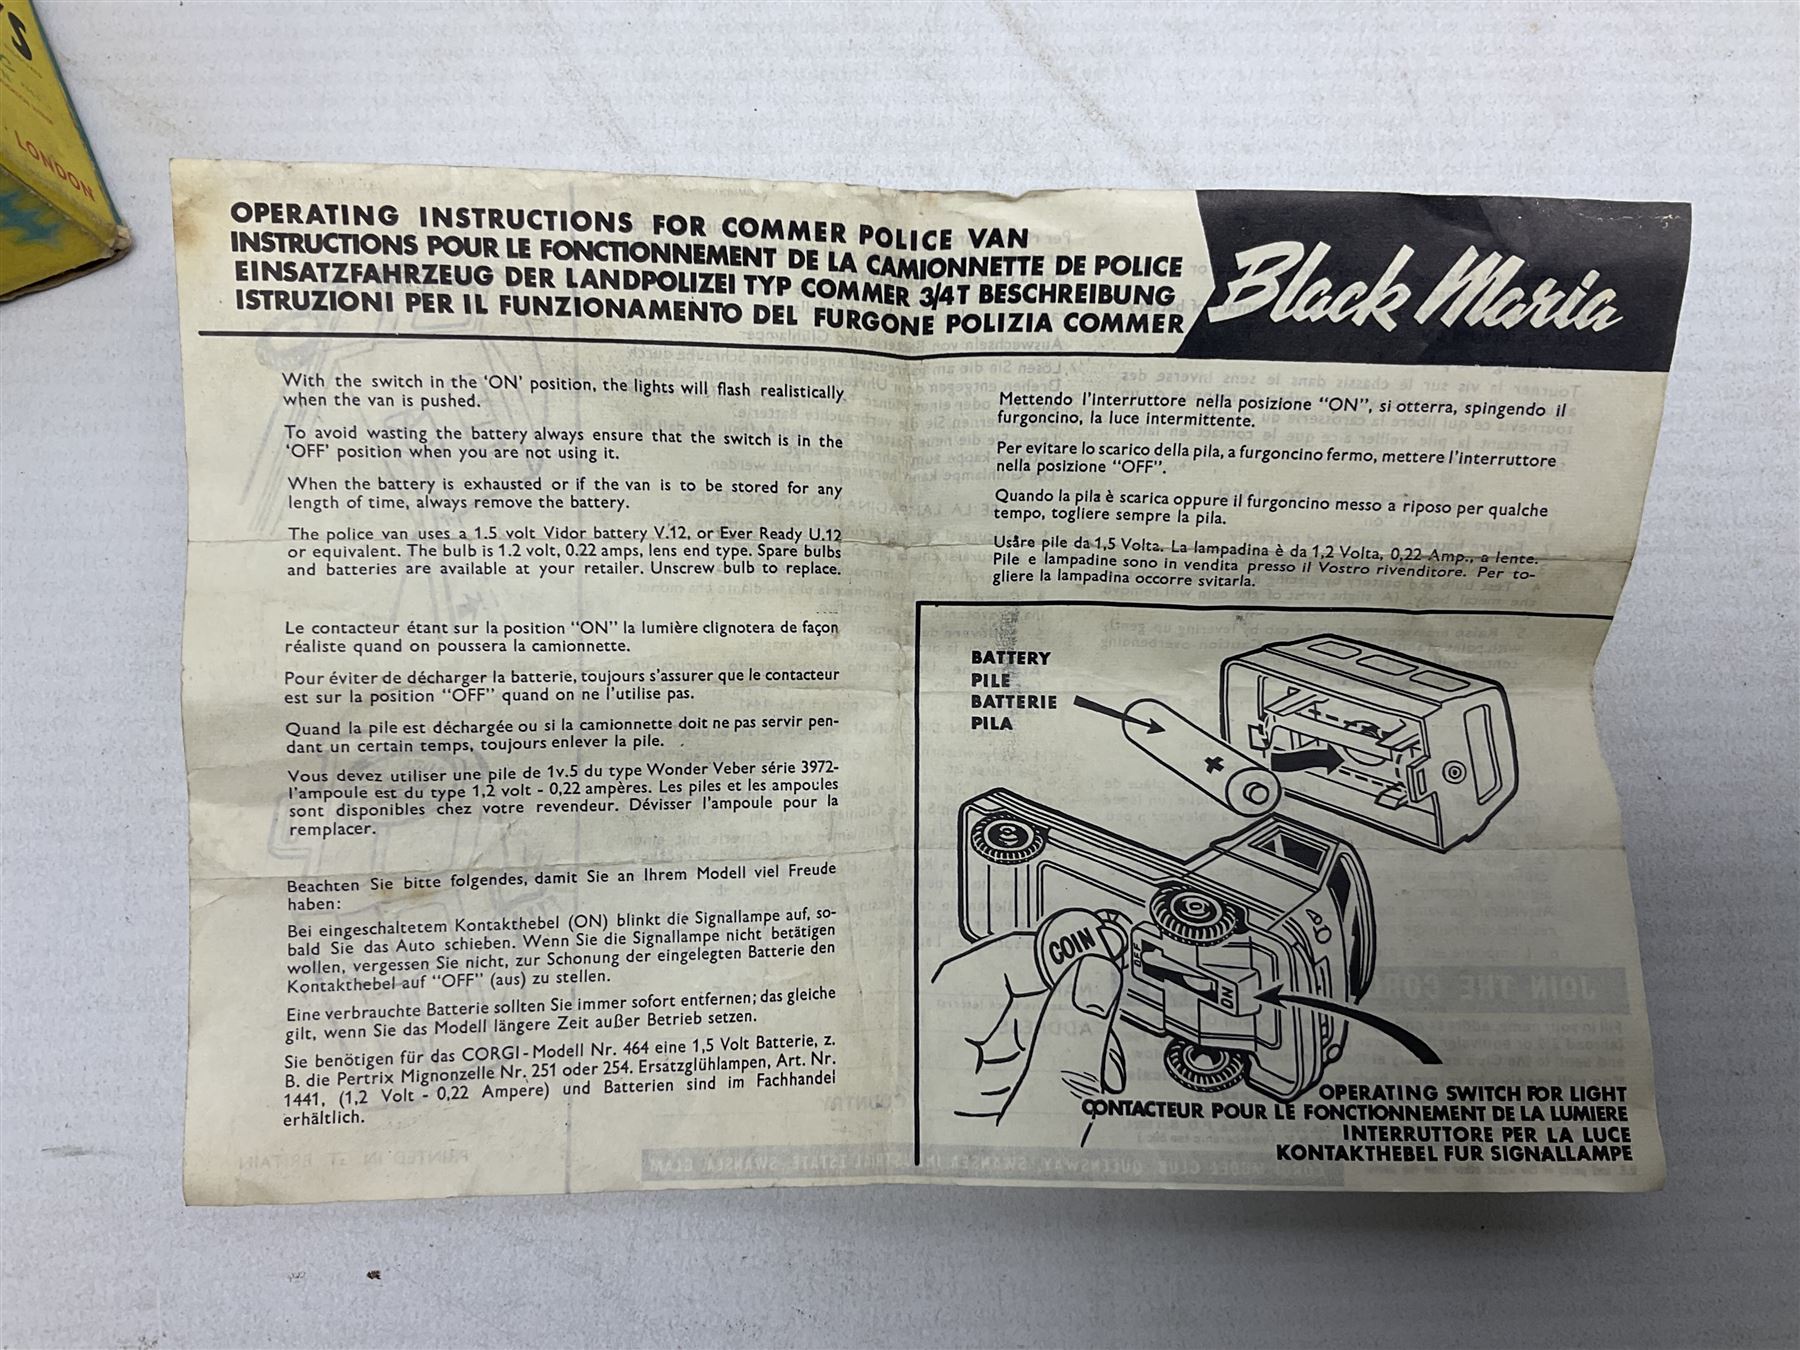 S
LONDON
OPERATING INSTRUCTIONS FOR COMMER POLICE VAN
INSTRUCTIONS POUR LE FONCTIONNEMENT DE LA CAMIONNETTE DE POLICE
EINSATZFAHRZEUG DER LANDPOLIZEI TYP COMMER 3/4T BESCHREIBUNG
ISTRUZIONI PER IL FUNZIONAMENTO DEL FURGONE POLIZIA COMMER
Black Maria
With the switch in the 'ON' position, the lights will flash realistically
when the van is pushed.
To avoid wasting the battery always ensure that the switch is in the
'OFF' position when you are not using it.
When the battery is exhausted or if the van is to be stored for any
length of time, always remove the battery.
The police van uses a 1.5 volt Vidor battery V.12, or Ever Ready U.12
or equivalent. The bulb is 1.2 volt, 0.22 amps, lens end type. Spare bulbs
and batteries are available at your retailer. Unscrew bulb to replace.
Le contacteur étant sur la position "ON" la lumière clignotera de façon
réaliste quand on poussera la camionnette.
Pour éviter de décharger la batterie, toujours s'assurer que le contacteur
est sur la position "OFF" quand on ne l'utilise pas.
Quand la pile est déchargée ou si la camionnette doit ne pas servir pen-
dant un certain temps, toujours enlever la pile.
Vous devez utiliser une pile de 1v.5 du type Wonder Veber série 3972-
l'ampoule est du type 1,2 volt - 0,22 ampères. Les piles et les ampoules
sont disponibles chez votre revendeur. Dévisser l'ampoule pour la
remplacer.
Beachten Sie bitte folgendes, damit Sie an Ihrem Modell viel Freude
haben:
Bei eingeschaltetem Kontakthebel (ON) blinkt die Signallampe auf, so-
bald Sie das Auto schieben. Wenn Sie die Signallampe nicht betätigen
wollen, vergessen Sie nicht, zur Schonung der eingelegten Batterie den
Kontakthebel auf "OFF" (aus) zu stellen.
Eine verbrauchte Batterie sollten Sie immer sofort entfernen; das gleiche
gilt, wenn Sie das Modell längere Zeit außer Betrieb setzen.
Sie benötigen für das CORGI-Modell Nr. 464 eine 1,5 Volt Batterie, z.
B. die Pertrix Mignonzelle Nr. 251 oder 254. Ersatzglühlampen, Art. Nr.
1441, (1,2 Volt - 0,22 Ampere) und Batterien sind im Fachhandel
erhältlich.
Mettendo l'interruttore nella posizione "ON", si otterra, spingendo il
furgoncino, la luce intermittente.
Per evitare lo scarico della pila, a furgoncino fermo, mettere l'interruttore
nella posizione "OFF".
Quando la pila è scarica oppure il furgoncino messo a riposo per qualche
tempo, togliere sempre la pila.
Usåre pile da 1,5 Volta. La lampadina è da 1,2 Volta, 0,22 Amp., a lente.
Pile e lampadine sono in vendita presso il Vostro rivenditore. Per to-
gliere la lampadina occorre svitarla.
BATTERY
PILE
BATTERIE
PILA
+
+ -
COIN
OFF
ON
OPERATING SWITCH FOR LIGHT
CONTACTEUR POUR LE FONCTIONNEMENT DE LA LUMIERE
INTERRUTTORE PER LA LUCE
KONTAKTHEBEL FUR SIGNALLAMPE